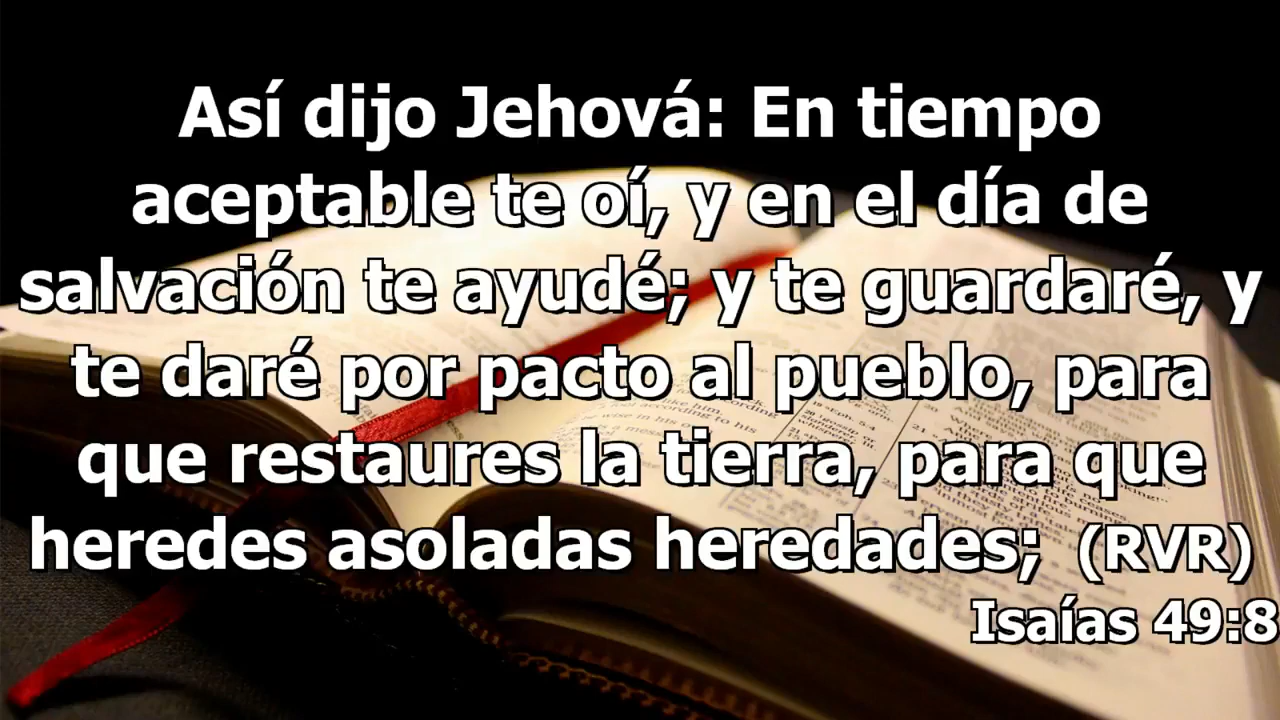 Así dijo Jehová: En tiempo
aceptable te oí, y en el día de
salvación te ayudé; y te guardaré, y
te daré por pacto al pueblo, para
que restaures la tierra, para que
heredes asoladas heredades; (RVR)
Isaías 49:8